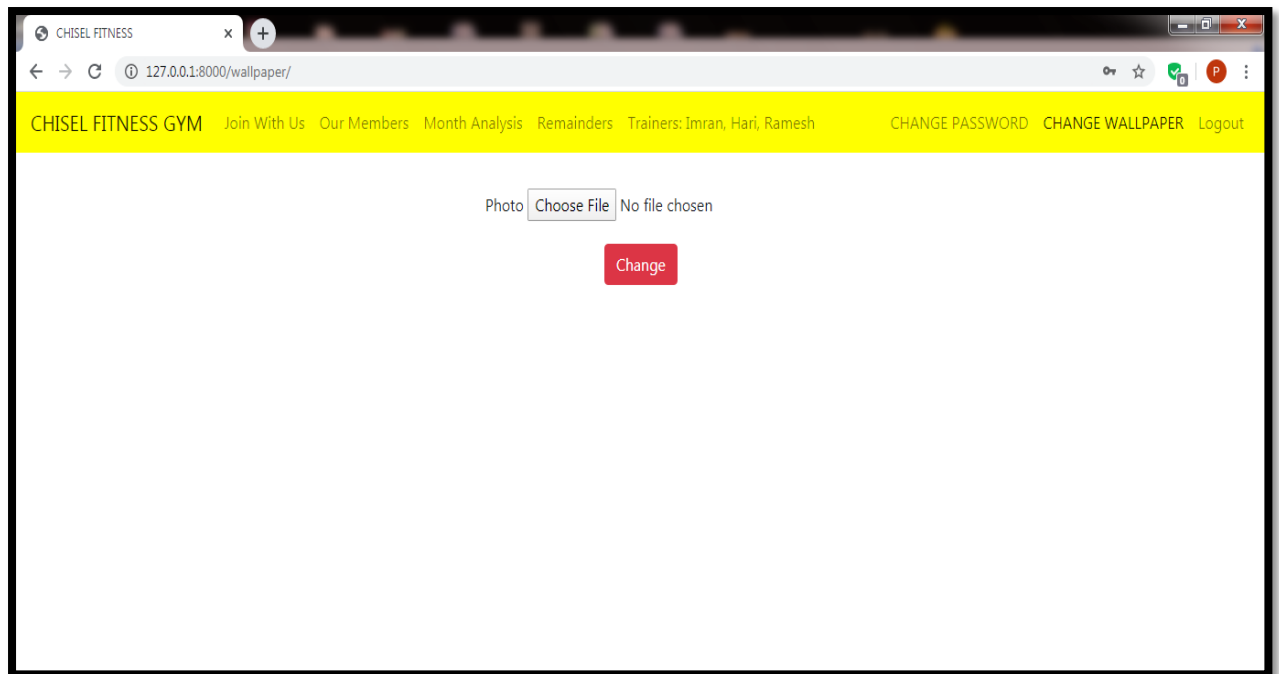 CHISEL FITNESS
127.0.0.1:8000/wallpaper/
0
P
CHISEL FITNESS GYM Join With Us Our Members Month Analysis Remainders Trainers: Imran, Hari, Ramesh CHANGE PASSWORD CHANGE WALLPAPER Logout
Photo Choose File No file chosen
Change